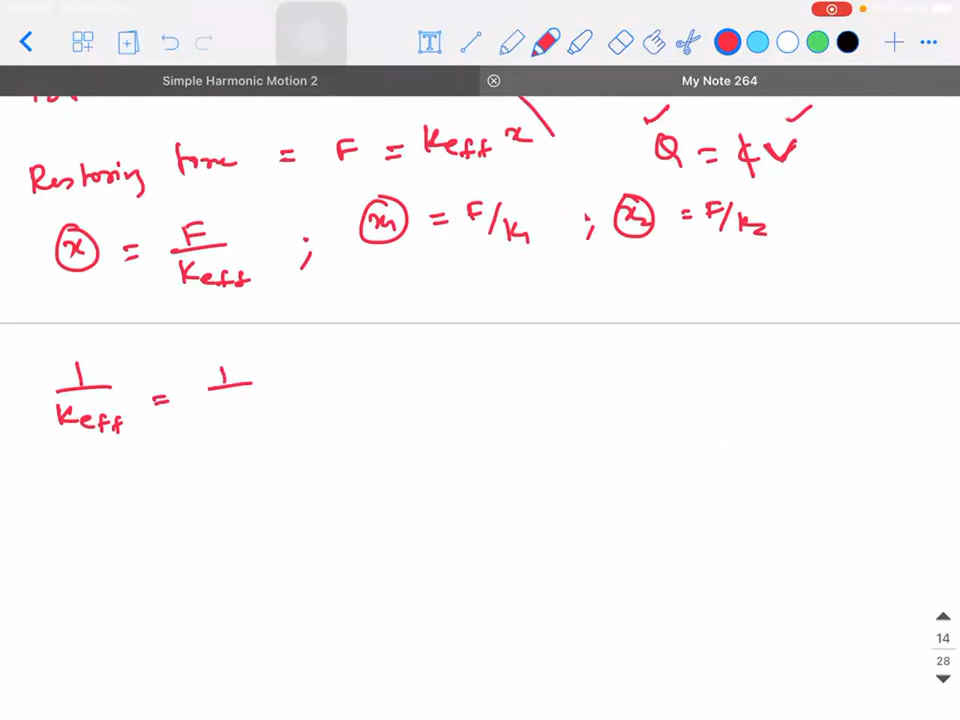 Simple Harmonic Motion 2
My Note 264
Restoring force = F = Keff x
Q = CV
x = F/Keff ; x1 = F/K1 ; x2 = F/K2
1/Keff = 1
14
28